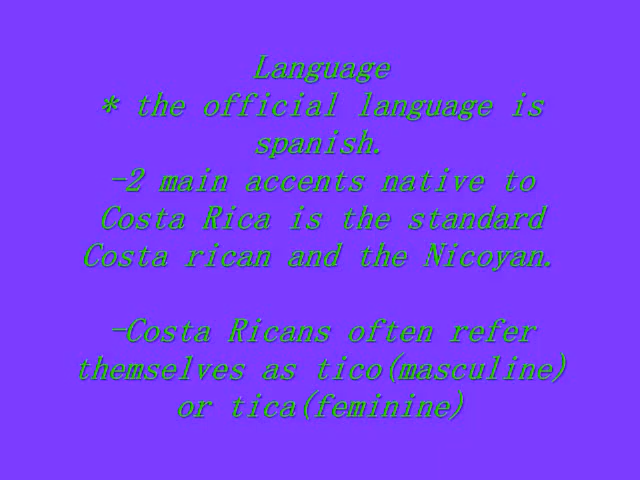 Language
* the official language is
spanish.
-2 main accents native to
Costa Rica is the standard
Costa rican and the Nicoyan.
-Costa Ricans often refer
themselves as tico(masculine)
or tica(feminine)